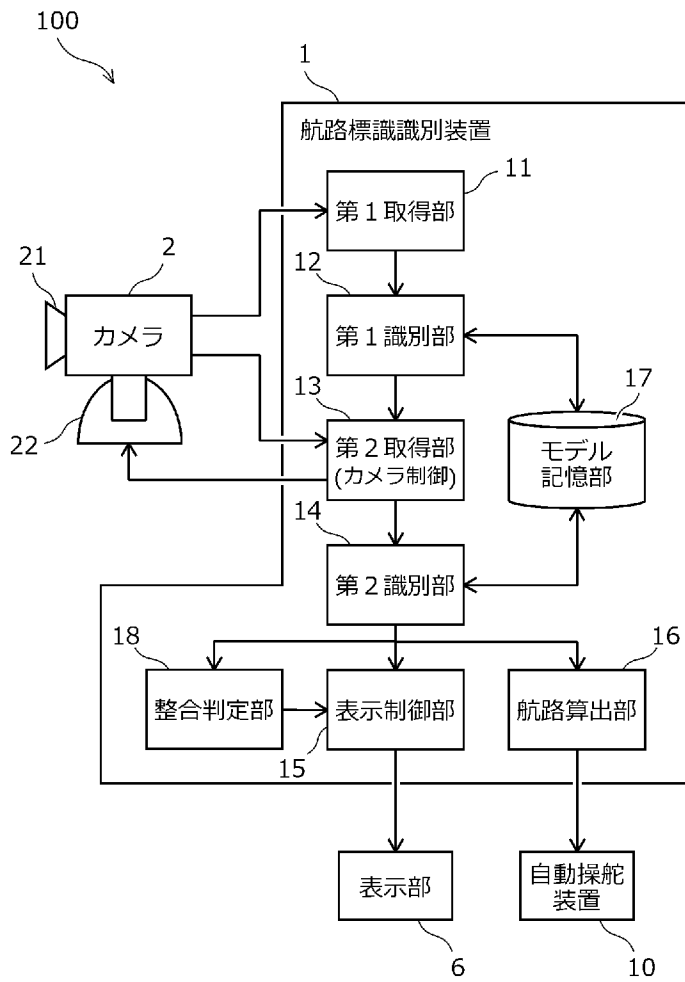 100
1
航路標識識別装置
11
第1取得部
21
2
12
カメラ
第1識別部
13
17
22
第2取得部
(カメラ制御)
モデル
記憶部
14
第2識別部
18
16
整合判定部
表示制御部
航路算出部
15
表示部
自動操舵
装置
6
10